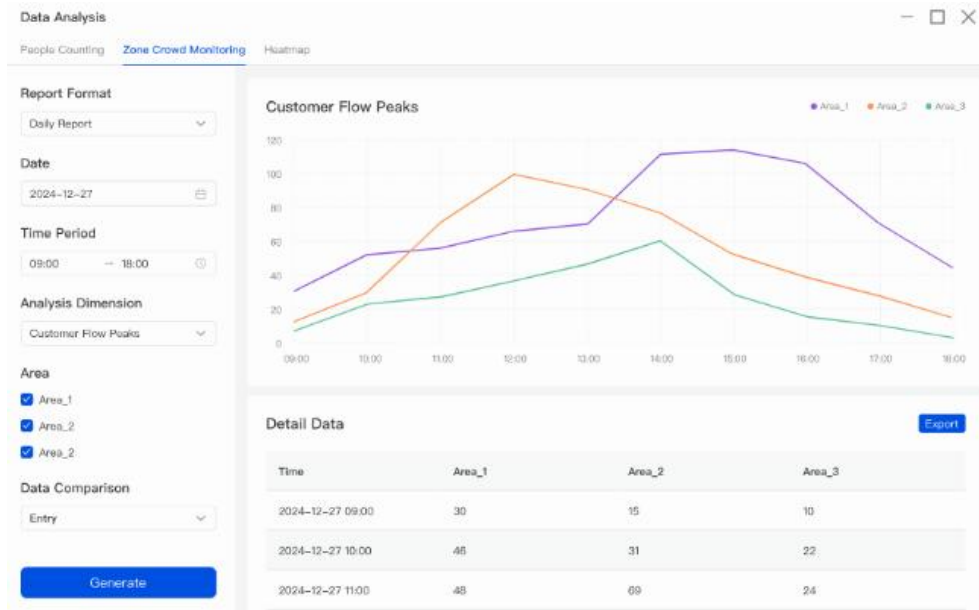 Data Analysis
People Counting Zone Crowd Monitoring Heatmap
Report Format
Daily Report
Date
2024-12-27
Time Period
09:00 → 18:00
Analysis Dimension
Customer Flow Peaks
Area
Area_1
Area_2
Area_2
Data Comparison
Entry
Generate
Customer Flow Peaks
Area_1 Area_2 Area_3
120
100
80
60
40
20
0
09:00 10:00 11:00 12:00 13:00 14:00 15:00 16:00 17:00 18:00
Detail Data
Export
Time Area_1 Area_2 Area_3
2024-12-27 09:00 30 15 10
2024-12-27 10:00 46 31 22
2024-12-27 11:00 48 69 24